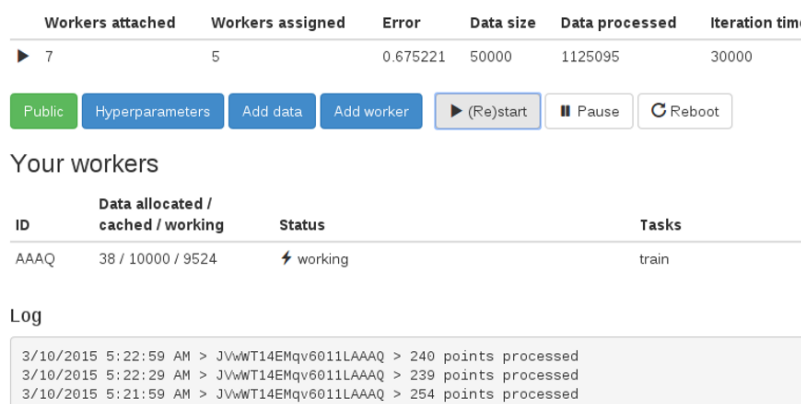 Workers attached Workers assigned Error Data size Data processed Iteration time
7 5 0.675221 50000 1125095 30000
Public Hyperparameters Add data Add worker (Re)start Pause Reboot
Your workers
Data allocated /
ID cached / working Status Tasks
AAAQ 38 / 10000 / 9524 working train
Log
3/10/2015 5:22:59 AM > JVwWT14EMqv6011LAAAQ > 240 points processed
3/10/2015 5:22:29 AM > JVwWT14EMqv6011LAAAQ > 239 points processed
3/10/2015 5:21:59 AM > JVwWT14EMqv6011LAAAQ > 254 points processed